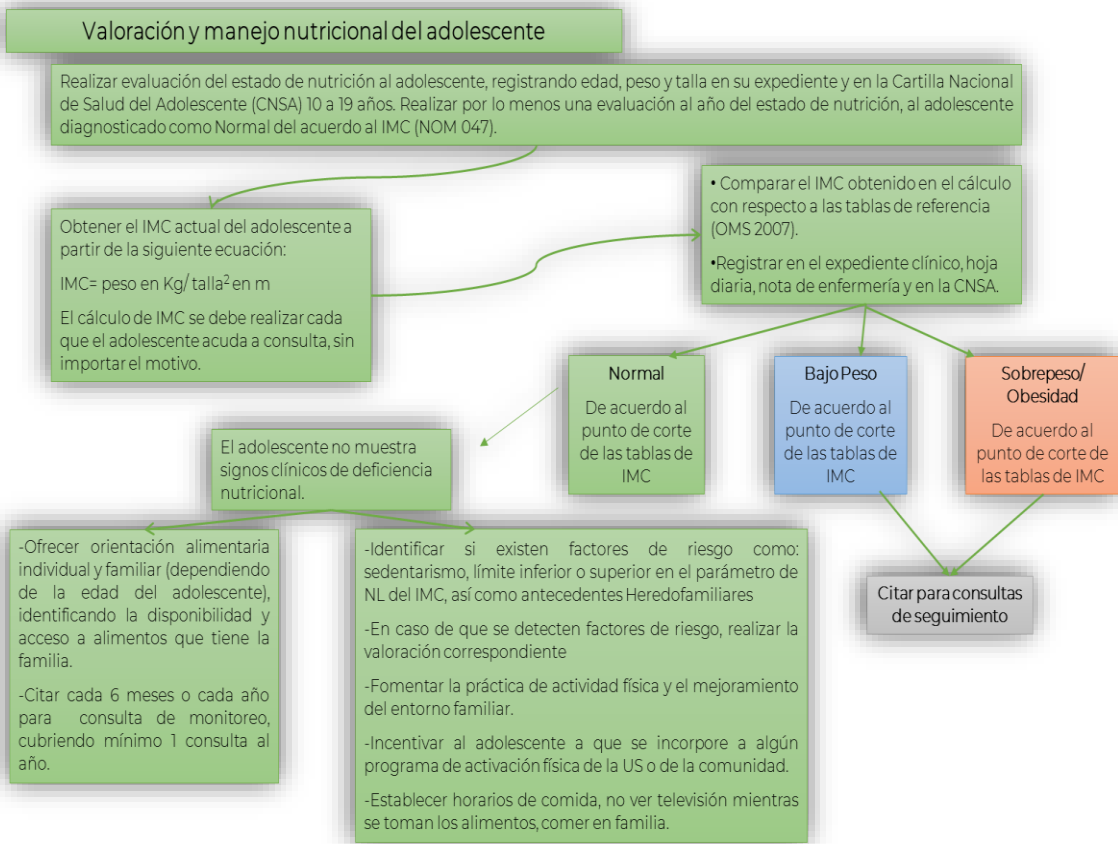 Valoración y manejo nutricional del adolescente
Realizar evaluación del estado de nutrición al adolescente, registrando edad, peso y talla en su expediente y en la Cartilla Nacional
de Salud del Adolescente (CNSA) 10 a 19 años. Realizar por lo menos una evaluación al año del estado de nutrición, al adolescente
diagnosticado como Normal del acuerdo al IMC (NOM 047).
Obtener el IMC actual del adolescente a
partir de la siguiente ecuación:
IMC= peso en Kg/ talla² en m
El cálculo de IMC se debe realizar cada
que el adolescente acuda a consulta, sin
importar el motivo.
• Comparar el IMC obtenido en el cálculo
con respecto a las tablas de referencia
(OMS 2007).
•Registrar en el expediente clínico, hoja
diaria, nota de enfermería y en la CNSA.
Normal
De acuerdo al
punto de corte
de las tablas de
IMC
Bajo Peso
De acuerdo al
punto de corte
de las tablas de
IMC
Sobrepeso/
Obesidad
De acuerdo al
punto de corte de
las tablas de IMC
El adolescente no muestra
signos clínicos de deficiencia
nutricional.
-Ofrecer orientación alimentaria
individual y familiar (dependiendo
de la edad del adolescente),
identificando la disponibilidad y
acceso a alimentos que tiene la
familia.
-Citar cada 6 meses o cada año
para consulta de monitoreo,
cubriendo mínimo 1 consulta al
año.
-Identificar si existen factores de riesgo como:
sedentarismo, límite inferior o superior en el parámetro de
NL del IMC, así como antecedentes Heredofamiliares
-En caso de que se detecten factores de riesgo, realizar la
valoración correspondiente
-Fomentar la práctica de actividad física y el mejoramiento
del entorno familiar.
-Incentivar al adolescente a que se incorpore a algún
programa de activación física de la US o de la comunidad.
-Establecer horarios de comida, no ver televisión mientras
se toman los alimentos, comer en familia.
Citar para consultas
de seguimiento